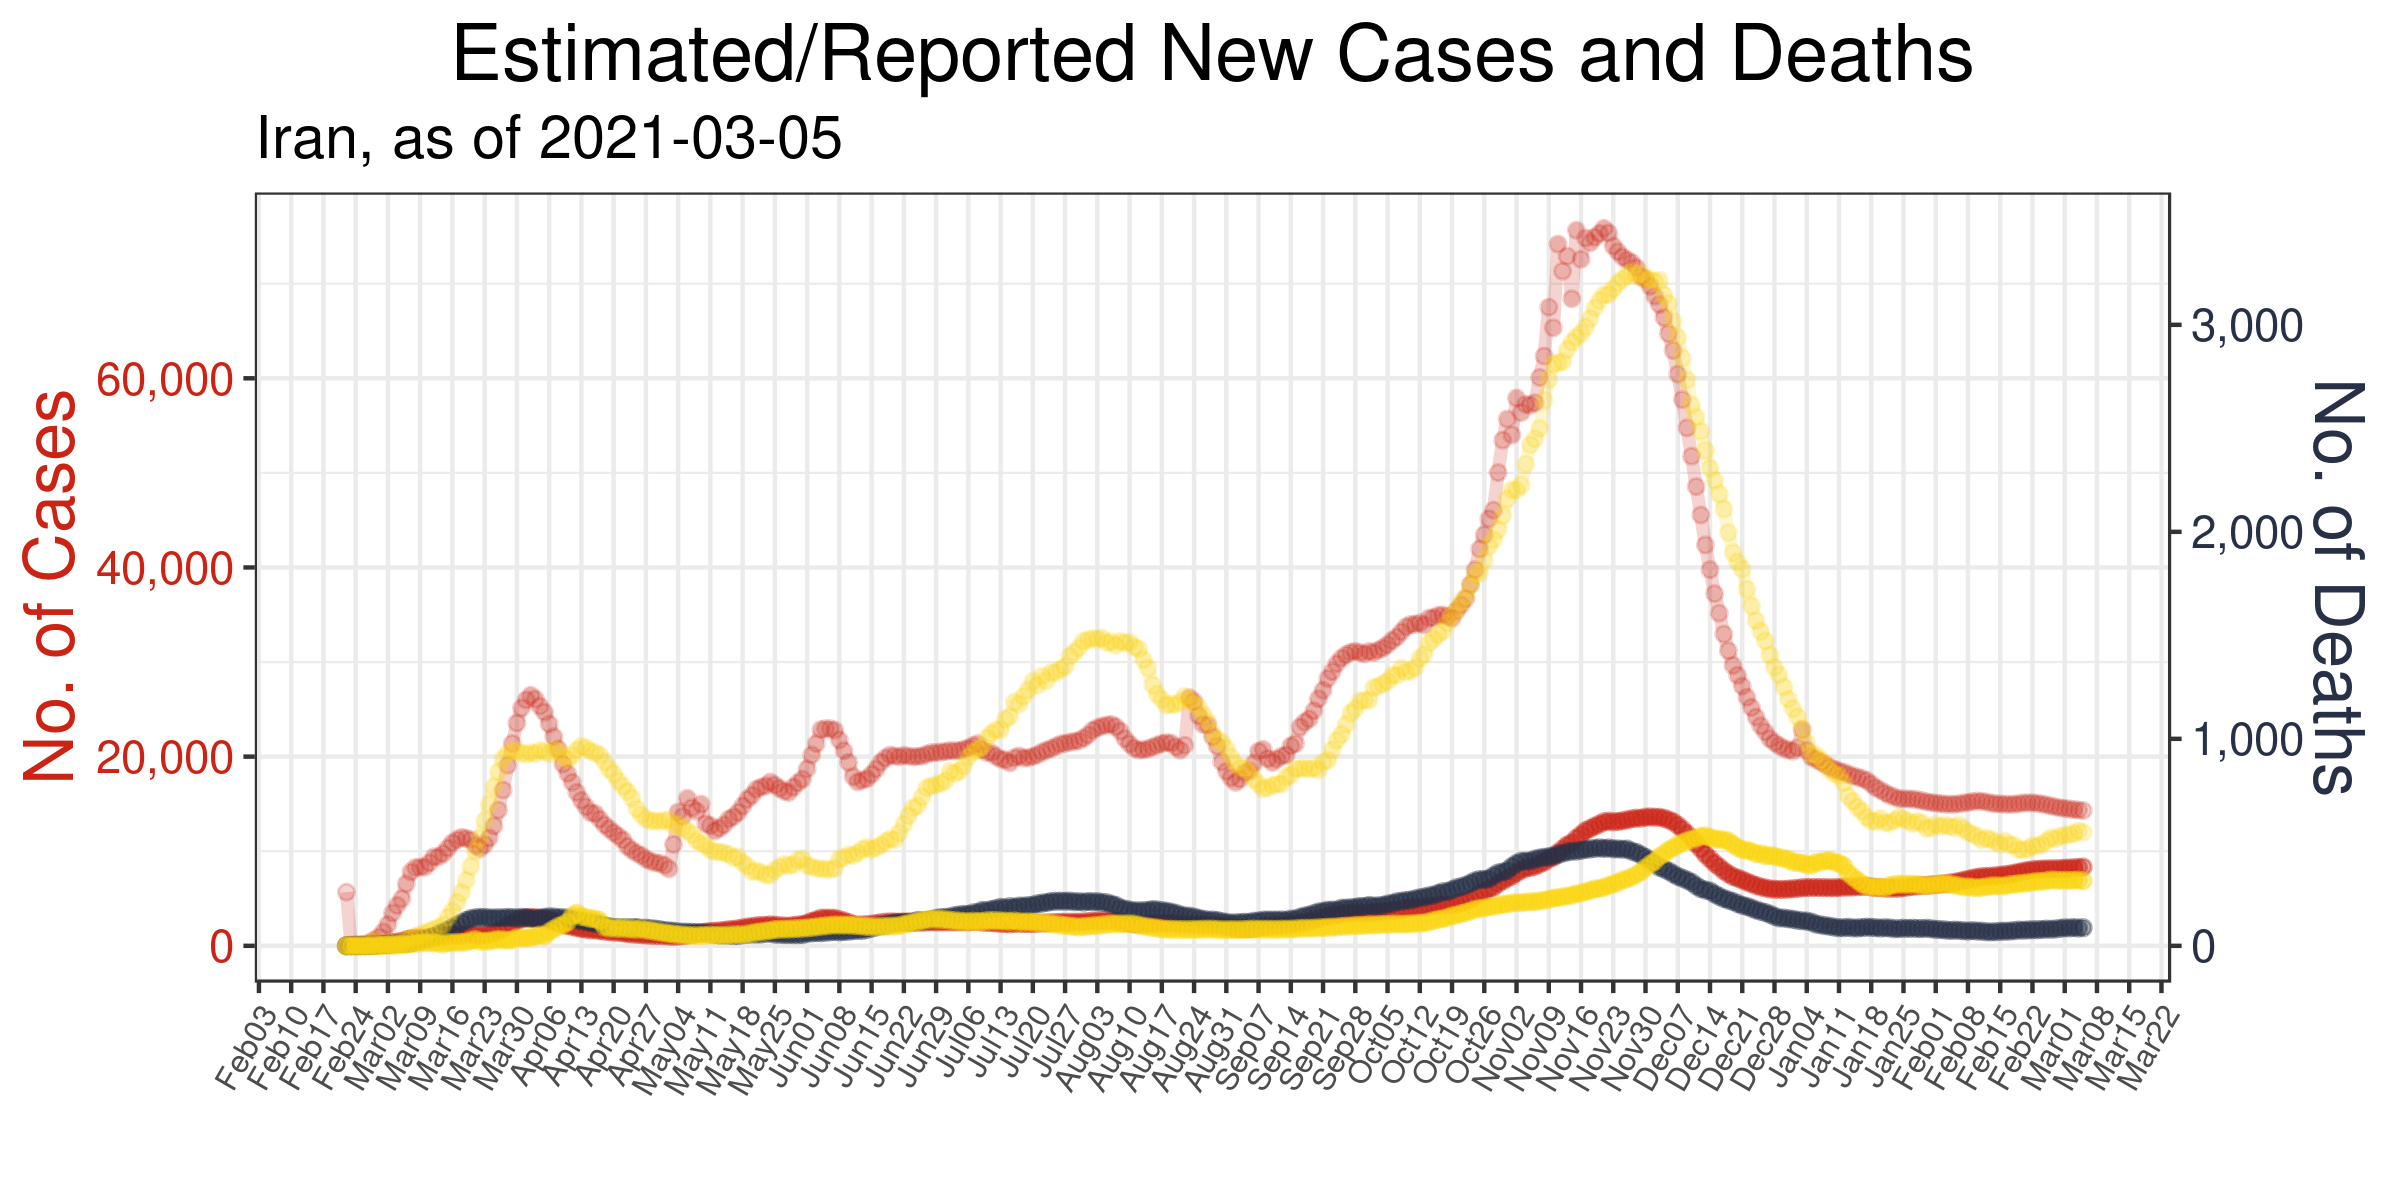 Estimated/Reported New Cases and Deaths
Iran, as of 2021-03-05
No. of Cases
60,000
40,000
20,000
0
3,000
2,000
1,000
0
No. of Deaths
Feb03
Feb10
Feb17
Feb24
Mar02
Mar09
Mar16
Mar23
Mar30
Apr06
Apr13
Apr20
Apr27
May04
May11
May18
May25
Jun01
Jun08
Jun15
Jun22
Jun29
Jul06
Jul13
Jul20
Jul27
Aug03
Aug10
Aug17
Aug24
Aug31
Sep07
Sep14
Sep21
Sep28
Oct05
Oct12
Oct19
Oct26
Nov02
Nov09
Nov16
Nov23
Nov30
Dec07
Dec14
Dec21
Dec28
Jan04
Jan11
Jan18
Jan25
Feb01
Feb08
Feb15
Feb22
Mar01
Mar08
Mar15
Mar22